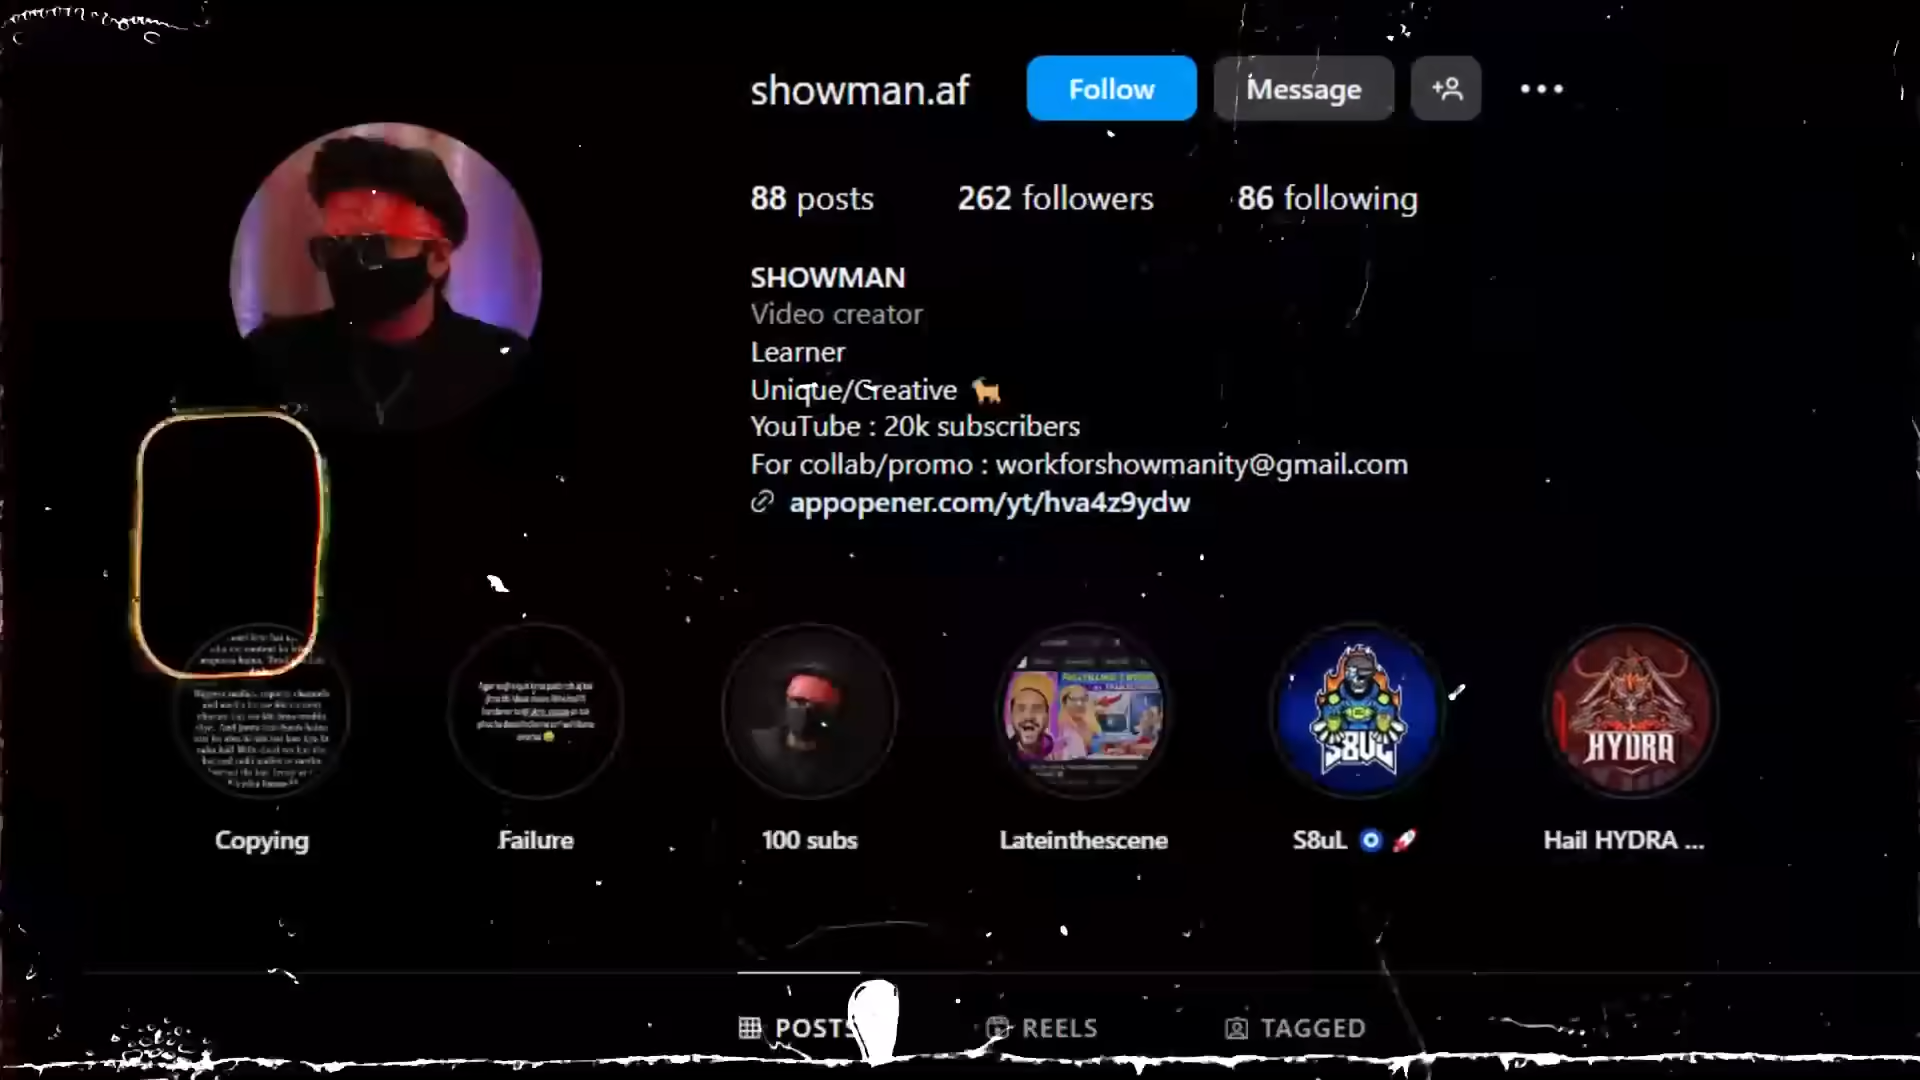 showman.af Follow Message
88 posts 262 followers 86 following
SHOWMAN
Video creator
Learner
Unique/Creative 🐐
YouTube : 20k subscribers
For collab/promo : workforshowmanity@gmail.com
appopener.com/yt/hva4z9ydw
S8UL
HYDRA
Copying Failure 100 subs Lateinthescene S8uL 🧿 🚀 Hail HYDRA ...
POSTS REELS TAGGED